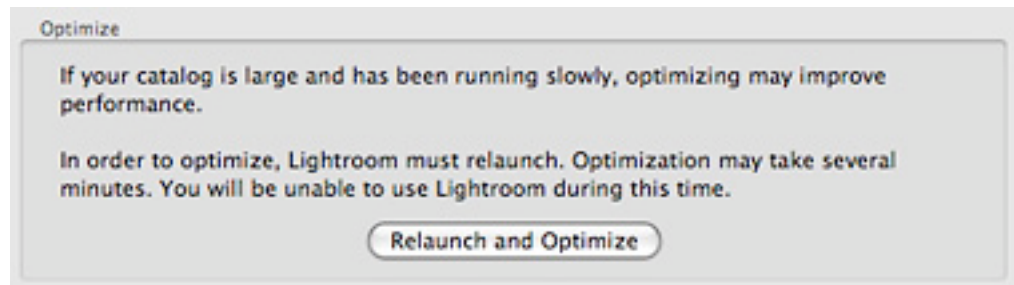 Optimize
If your catalog is large and has been running slowly, optimizing may improve
performance.
In order to optimize, Lightroom must relaunch. Optimization may take several
minutes. You will be unable to use Lightroom during this time.
Relaunch and Optimize